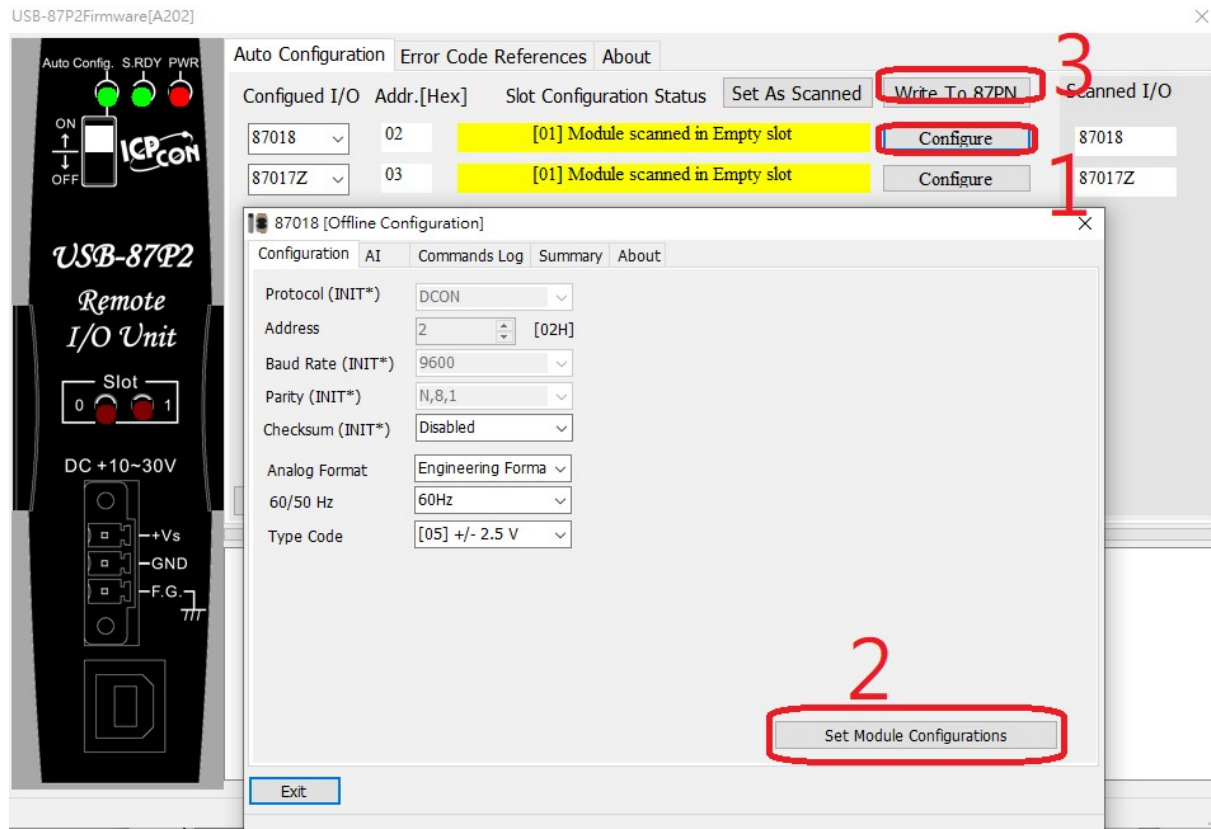 USB-87P2Firmware[A202]
Auto Config. S.RDY PWR
ON
OFF
ICPCON
USB-87P2
Remote
I/O Unit
Slot
0 1
DC +10~30V
+Vs
GND
F.G.
Auto Configuration Error Code References About
3
Configued I/O Addr.[Hex] Slot Configuration Status Set As Scanned Write To 87PN Scanned I/O
87018 02 [01] Module scanned in Empty slot Configure 87018
87017Z 03 [01] Module scanned in Empty slot Configure 87017Z
1
87018 [Offline Configuration]
Configuration AI Commands Log Summary About
Protocol (INIT*) DCON
Address 2 [02H]
Baud Rate (INIT*) 9600
Parity (INIT*) N,8,1
Checksum (INIT*) Disabled
Analog Format Engineering Forma
60/50 Hz 60Hz
Type Code [05] +/- 2.5 V
2
Set Module Configurations
Exit